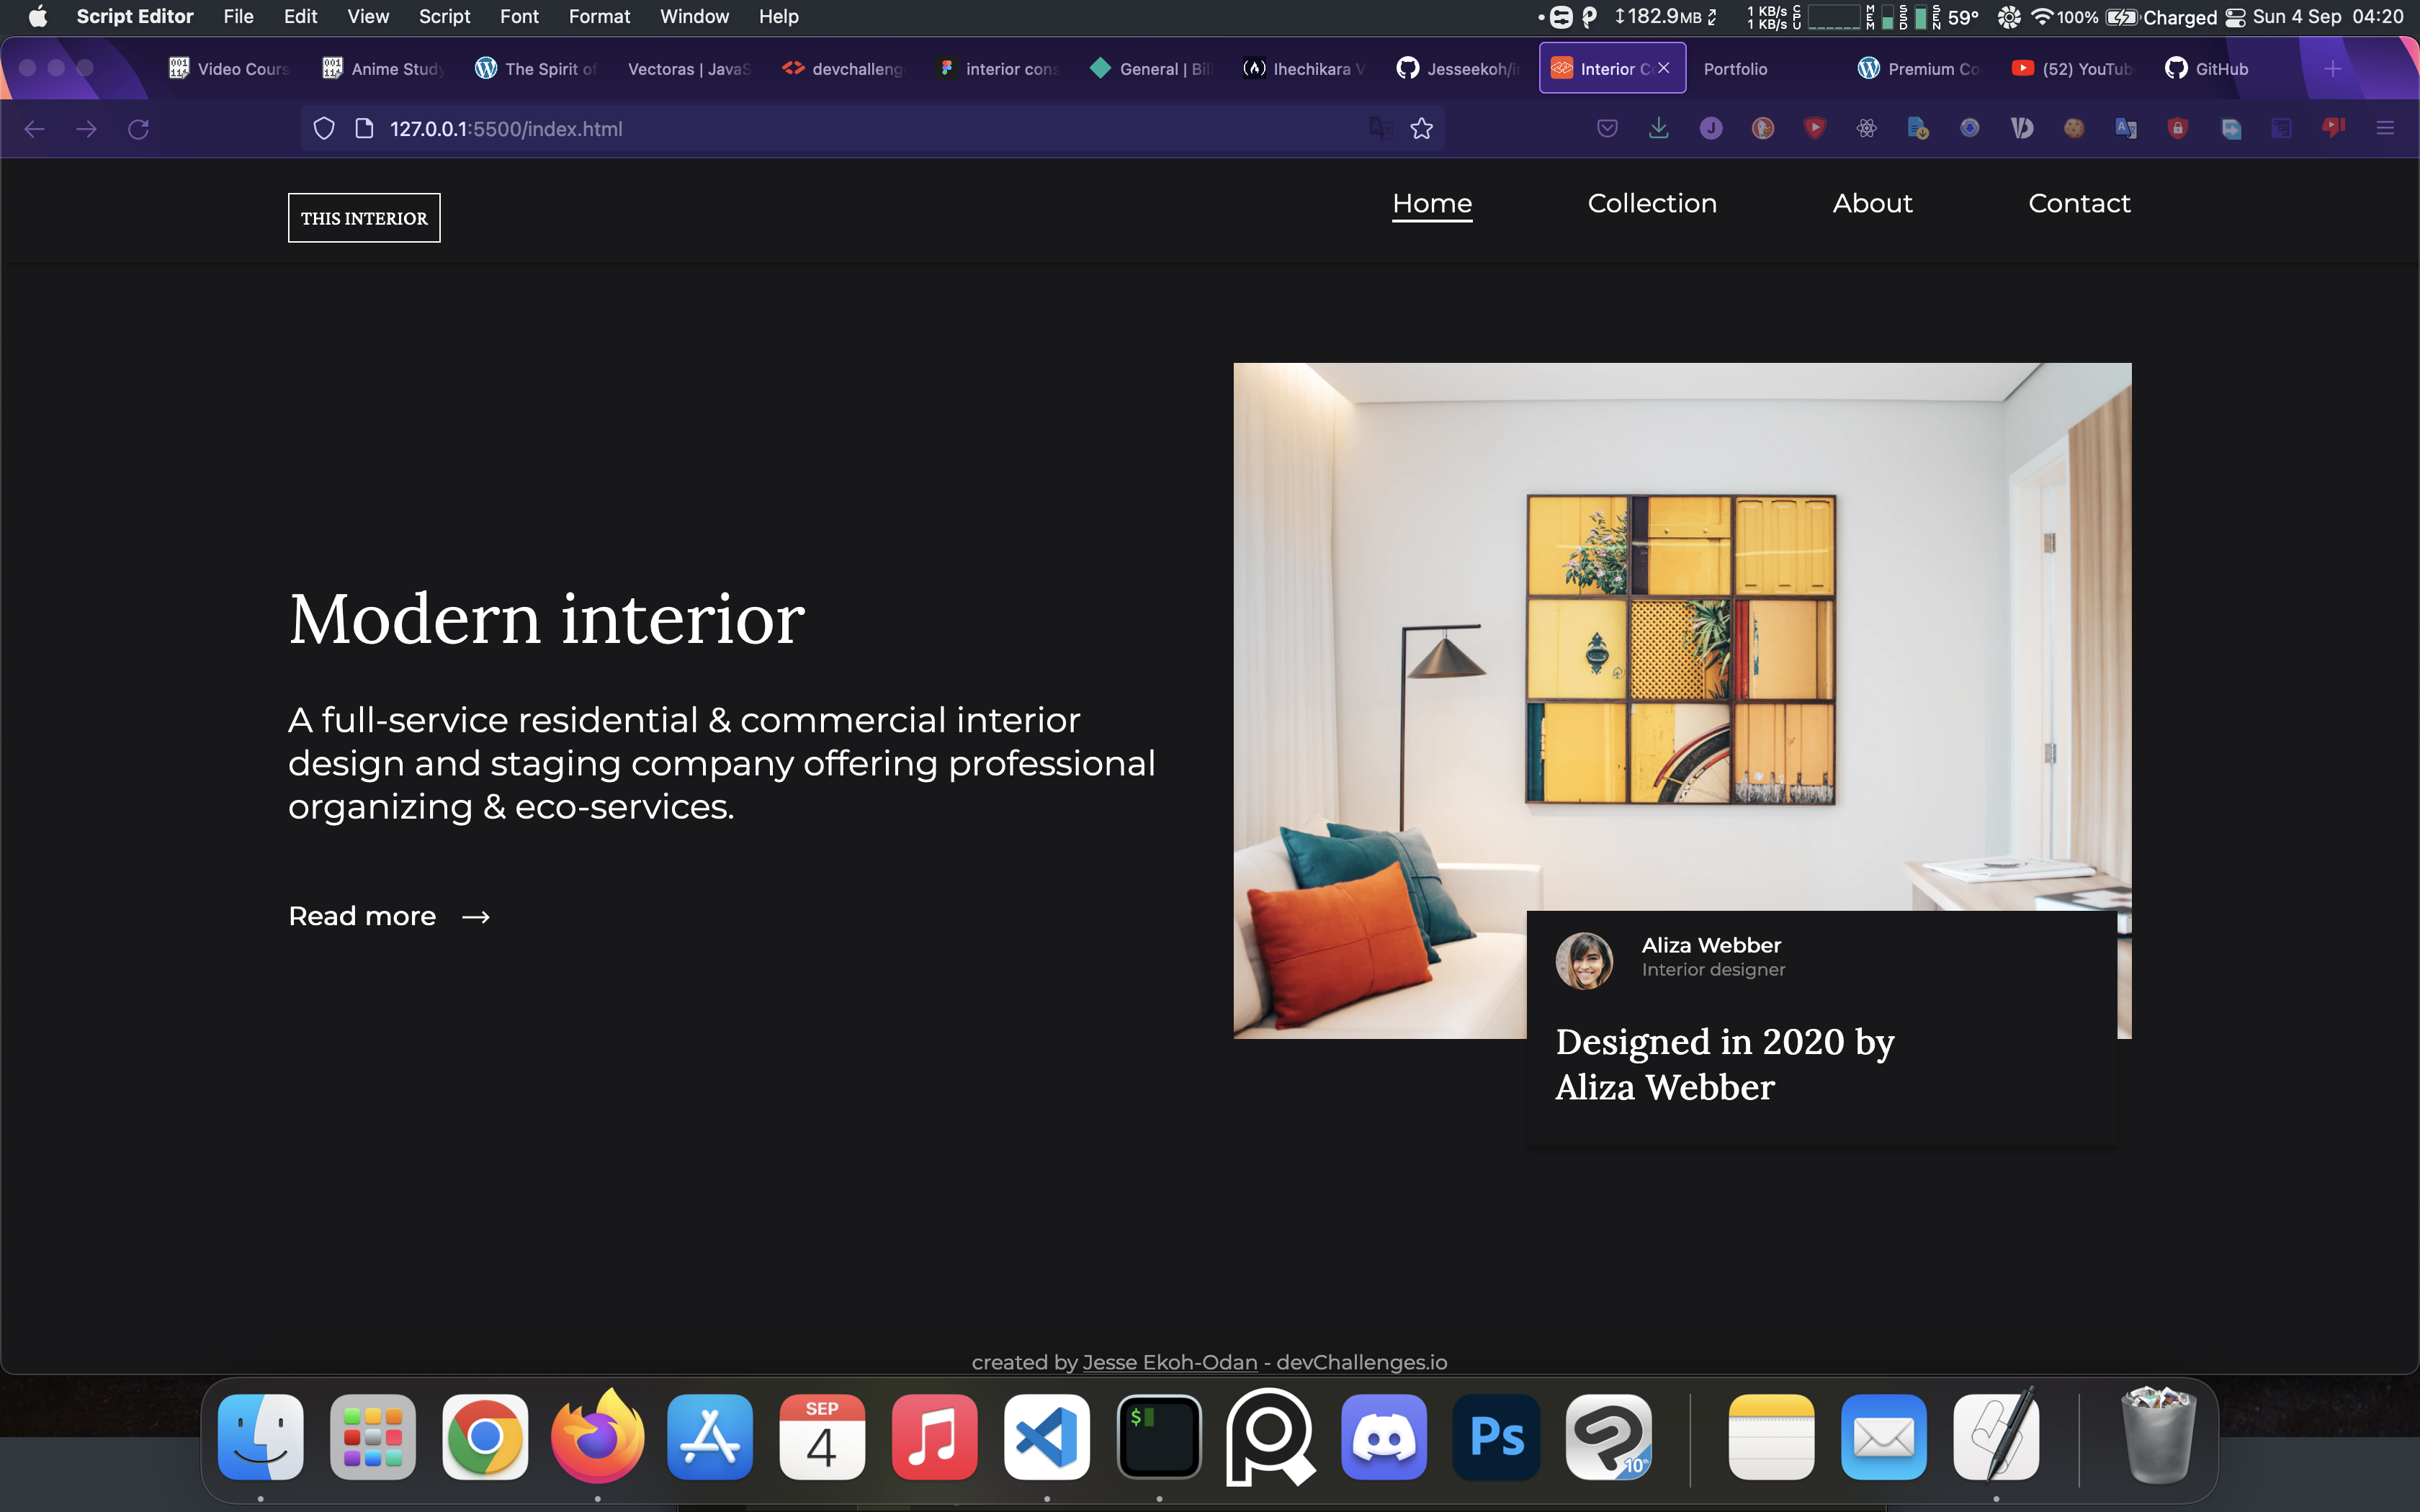 Script Editor File Edit View Script Font Format Window Help
182.9MB 1 KB/s 1 KB/s CPU MEM SSD SEN 59° 100% Charged Sun 4 Sep 04:20
Video Cours Anime Study The Spirit of Vectoras | JavaS devchalleng interior cons General | Bil Ihechikara V Jesseekoh/i Interior C Portfolio Premium Co (52) YouTub GitHub
127.0.0.1:5500/index.html
THIS INTERIOR
Home Collection About Contact
Modern interior
A full-service residential & commercial interior
design and staging company offering professional
organizing & eco-services.
Read more →
Aliza Webber
Interior designer
Designed in 2020 by
Aliza Webber
created by Jesse Ekoh-Odan - devChallenges.io
SEP
4
$
Ps
10th